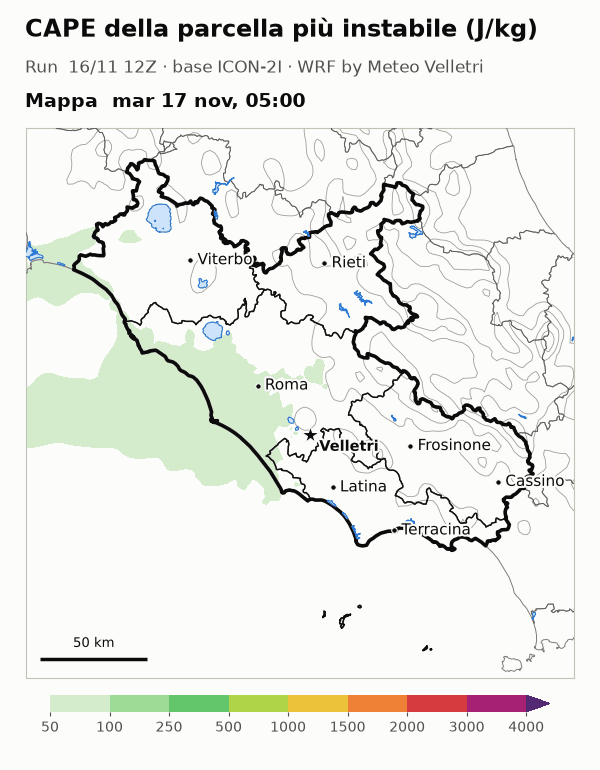 CAPE della parcella più instabile (J/kg)
Run  16/11 12Z · base ICON-2I · WRF by Meteo Velletri
Mappa  mar 17 nov, 05:00
Viterbo
Rieti
Roma
Velletri
Frosinone
Cassino
Latina
Terracina
50 km
50 100 250 500 1000 1500 2000 3000 4000